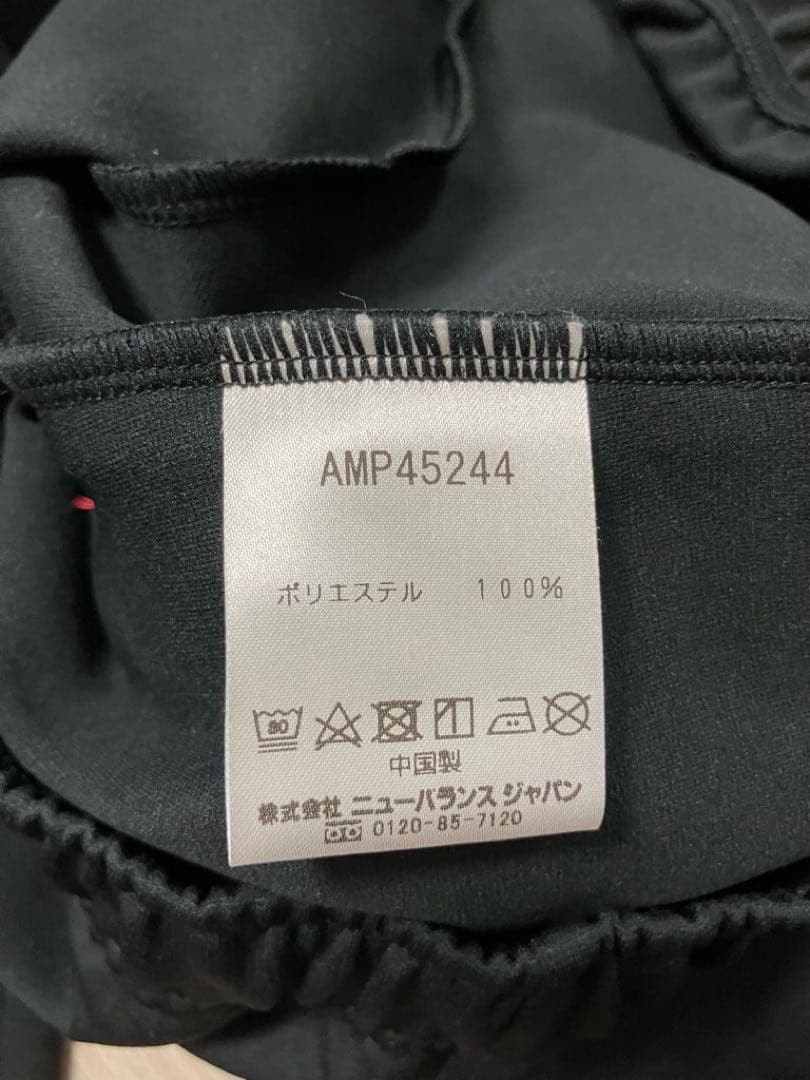 AMP45244
ポリエステル 100%
30
中国製
株式会社 ニューバランス ジャパン
0120-85-7120